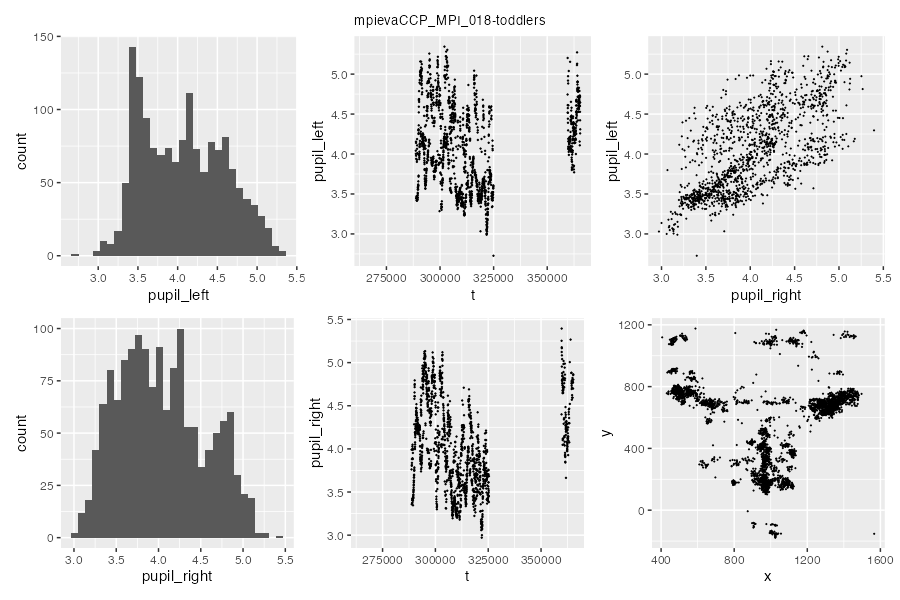 mpievaCCP_MPI_018-toddlers
150
100
50
0
count
3.0 3.5 4.0 4.5 5.0 5.5
pupil_left
5.0
4.5
4.0
3.5
3.0
pupil_left
275000 300000 325000 350000
t
5.0
4.5
4.0
3.5
3.0
pupil_left
3.0 3.5 4.0 4.5 5.0 5.5
pupil_right
100
75
50
25
0
count
3.0 3.5 4.0 4.5 5.0 5.5
pupil_right
5.5
5.0
4.5
4.0
3.5
3.0
pupil_right
275000 300000 325000 350000
t
1200
800
400
0
y
400 800 1200 1600
x